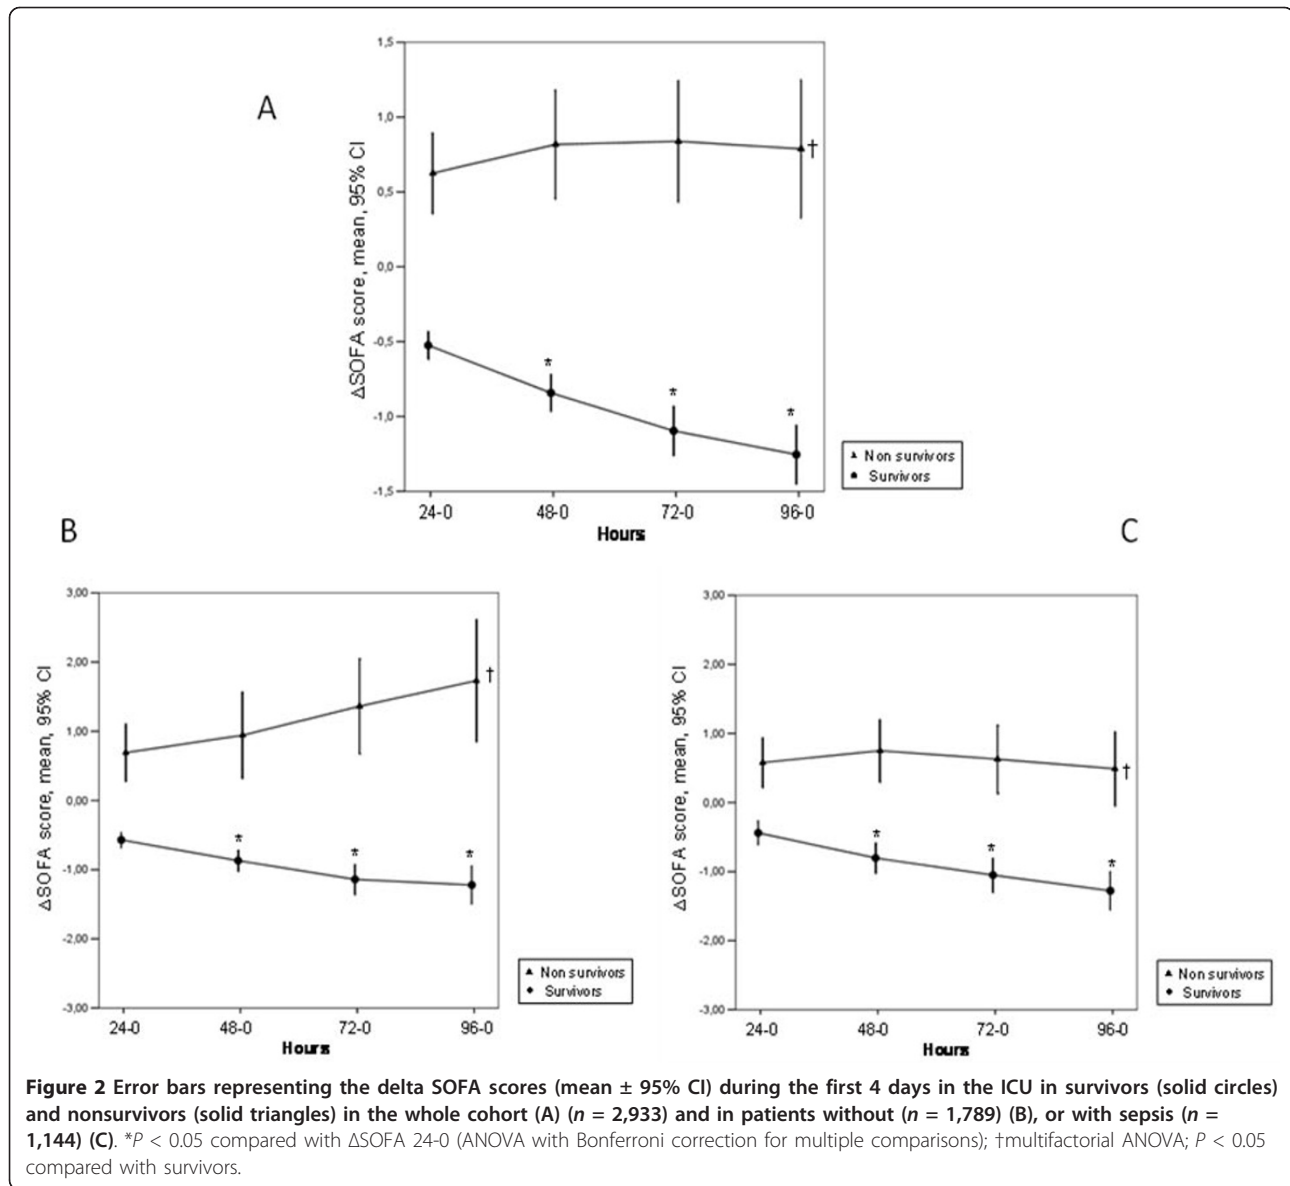 A
ΔSOFA score, mean, 95% CI
1,5
1,0
0,5
0,0
-0,5
-1,0
-1,5
†
*
*
*
24-0 48-0 72-0 96-0
Hours
Non survivors
Survivors
B
ΔSOFA score, mean, 95% CI
3,00
2,00
1,00
0,00
-1,00
-2,00
-3,00
†
*
*
*
24-0 48-0 72-0 96-0
Hours
Non survivors
Survivors
C
ΔSOFA score, mean, 95% CI
3,00
2,00
1,00
0,00
-1,00
-2,00
-3,00
†
*
*
*
24-0 48-0 72-0 96-0
Hours
Non survivors
Survivors
Figure 2 Error bars representing the delta SOFA scores (mean ± 95% CI) during the first 4 days in the ICU in survivors (solid circles)
and nonsurvivors (solid triangles) in the whole cohort (A) (n = 2,933) and in patients without (n = 1,789) (B), or with sepsis (n =
1,144) (C). *P < 0.05 compared with ΔSOFA 24-0 (ANOVA with Bonferroni correction for multiple comparisons); †multifactorial ANOVA; P < 0.05
compared with survivors.